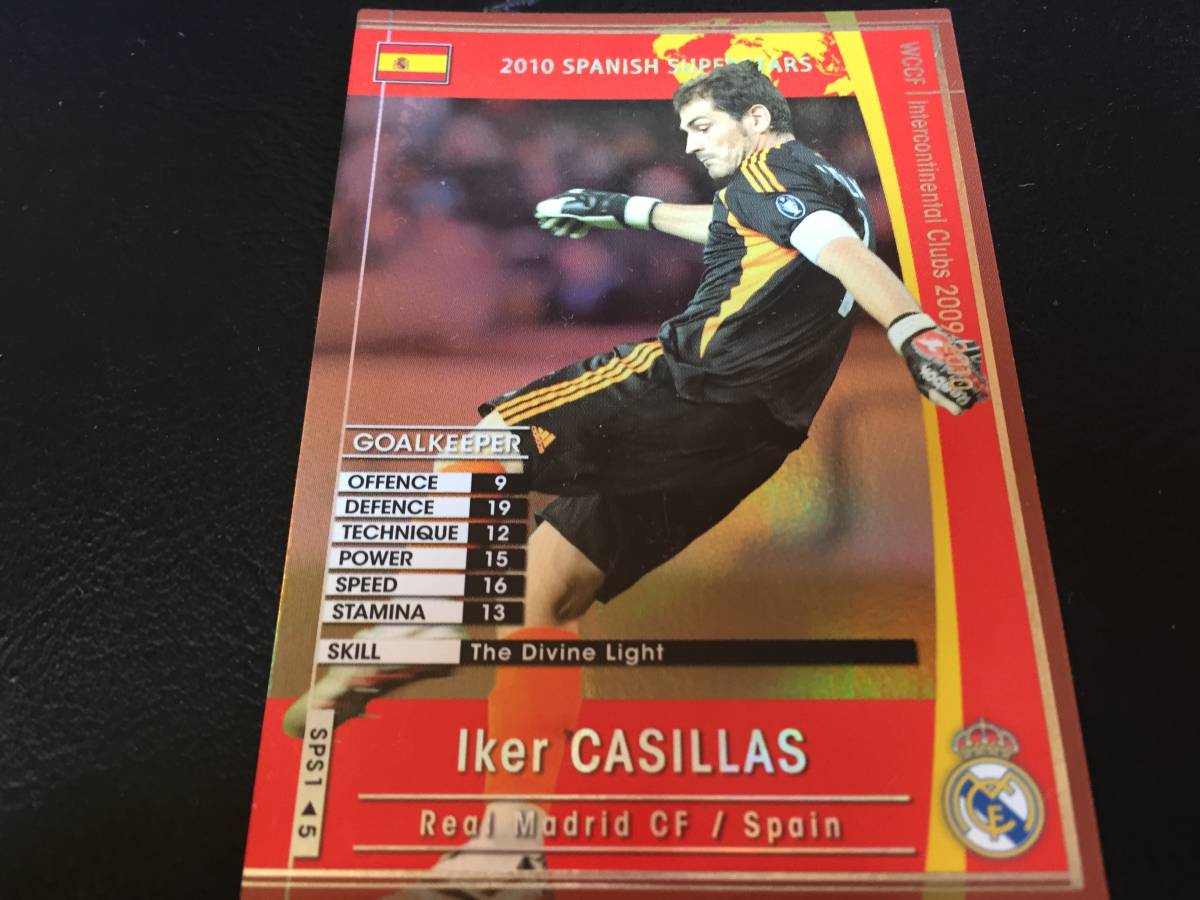 2010 SPANISH SUPERSTARS
WCCF | Intercontinental Clubs 2009
GOALKEEPER
OFFENCE 9
DEFENCE 19
TECHNIQUE 12
POWER 15
SPEED 16
STAMINA 13
SKILL The Divine Light
SPS1 ◀ 5
Iker CASILLAS
Real Madrid CF / Spain